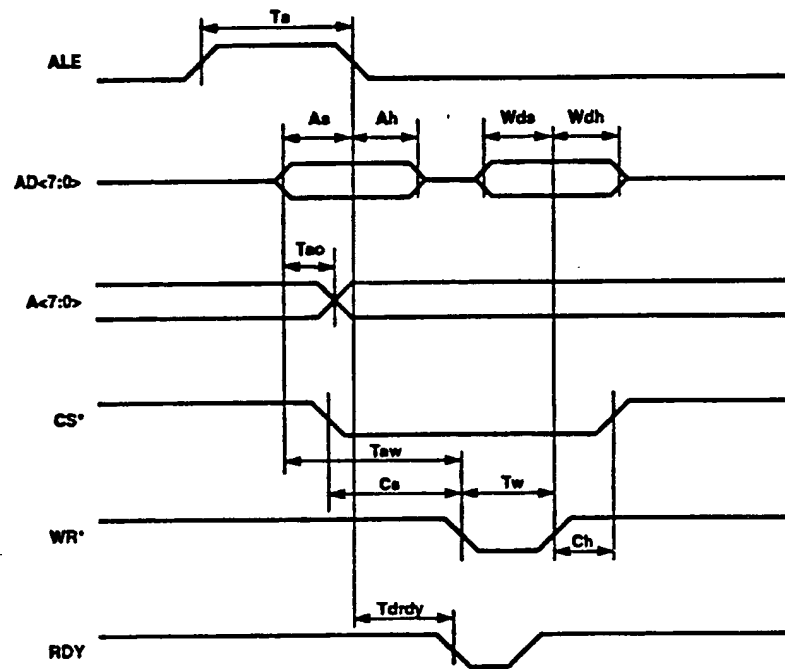 Ta
ALE
As Ah Wds Wdh
AD<7:0>
Tao
A<7:0>
CS*
Taw
Cs Tw
WR*
Ch
Tdrdy
RDY